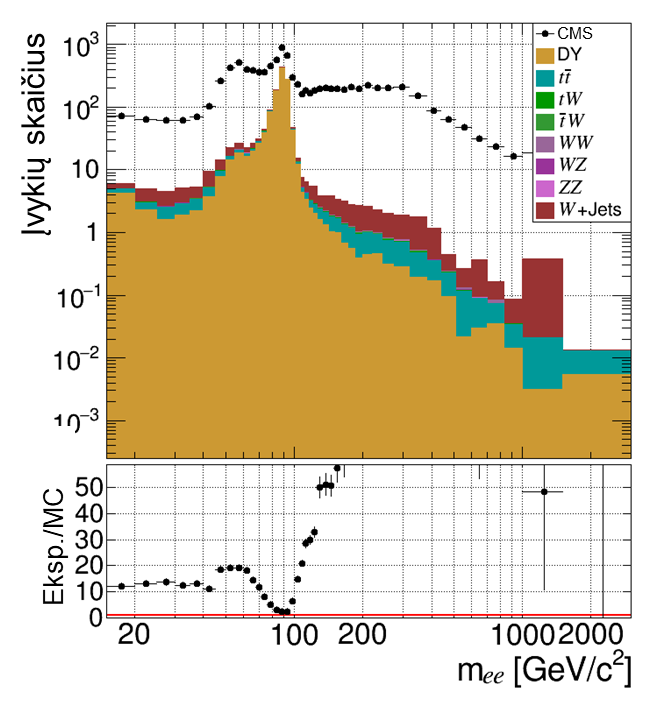 Įvykių skaičius
10³
10²
10
1
10⁻¹
10⁻²
10⁻³
CMS
DY
tt̄
tW
t̄W
WW
WZ
ZZ
W+Jets
Eksp./MC
50
40
30
20
10
0
20 100 200 1000 2000
mₑₑ [GeV/c²]